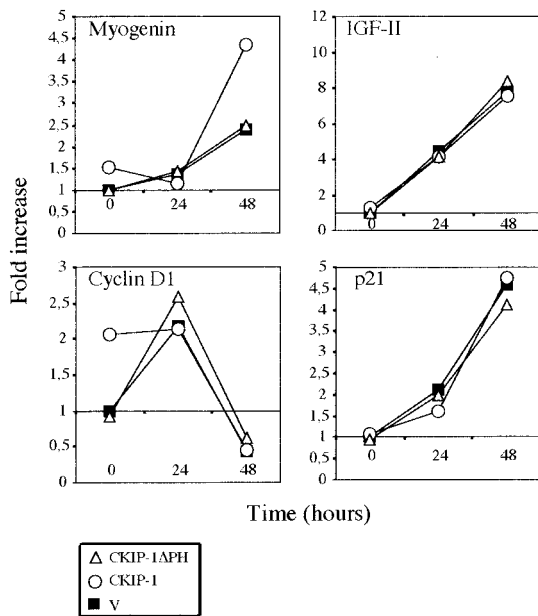 Myogenin
5
4,5
4
3,5
3
2,5
2
1,5
1
0,5
0
0 24 48
IGF-II
12
10
8
6
4
2
1
0
0 24 48
Fold increase
Cyclin D1
3
2,5
2
1,5
1
0,5
0
0 24 48
p21
5
4,5
4
3,5
3
2,5
2
1,5
1
0,5
0
0 24 48
Time (hours)
CKIP-1ΔPH
CKIP-1
V